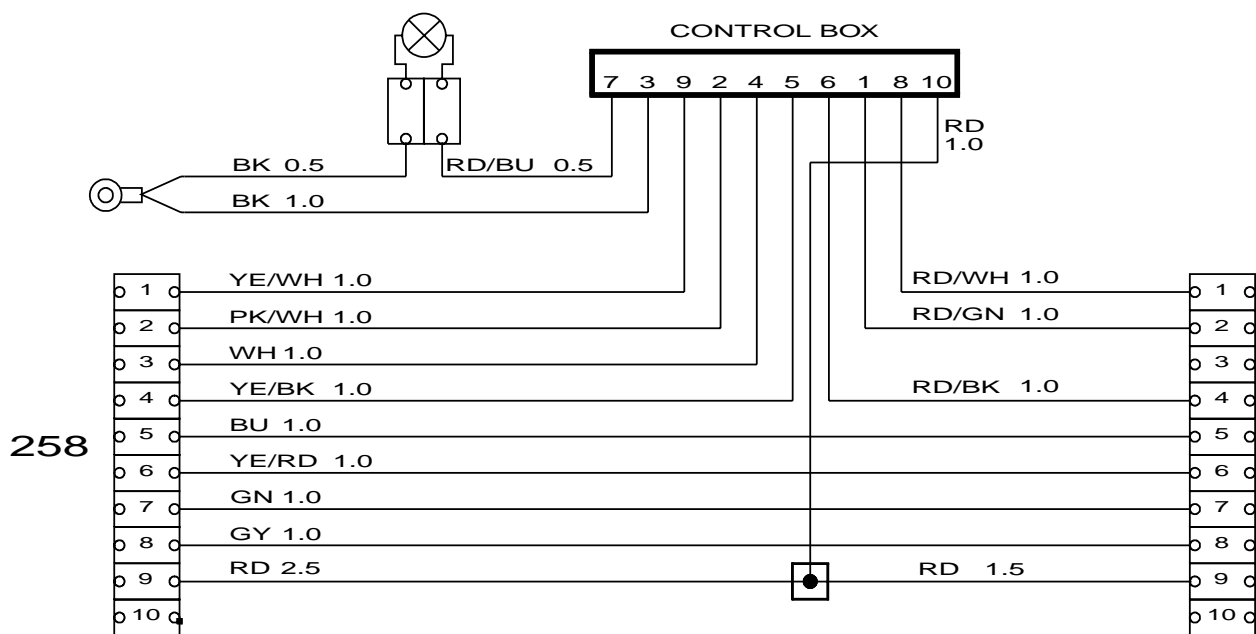 CONTROL BOX
7 3 9 2 4 5 6 1 8 10
RD
1.0
BK 0.5
RD/BU 0.5
BK 1.0
1 YE/WH 1.0 RD/WH 1.0 1
2 PK/WH 1.0 RD/GN 1.0 2
3 WH 1.0 3
4 YE/BK 1.0 RD/BK 1.0 4
258
5 BU 1.0 5
6 YE/RD 1.0 6
7 GN 1.0 7
8 GY 1.0 8
9 RD 2.5 RD 1.5 9
10 10